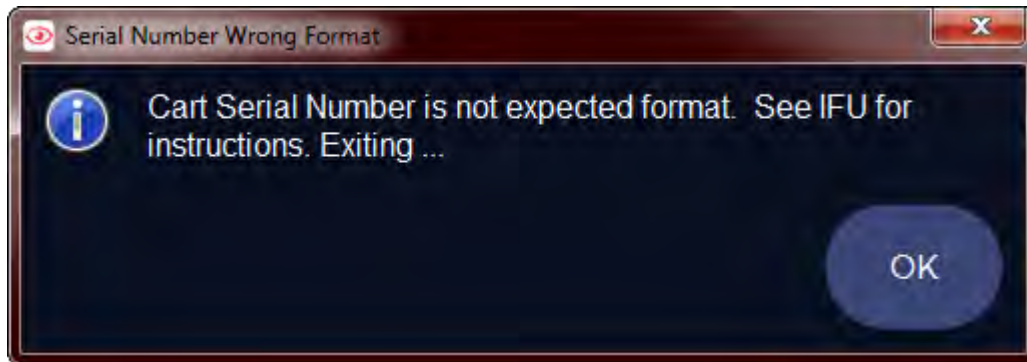 Serial Number Wrong Format
Cart Serial Number is not expected format.  See IFU for
instructions. Exiting ...
OK